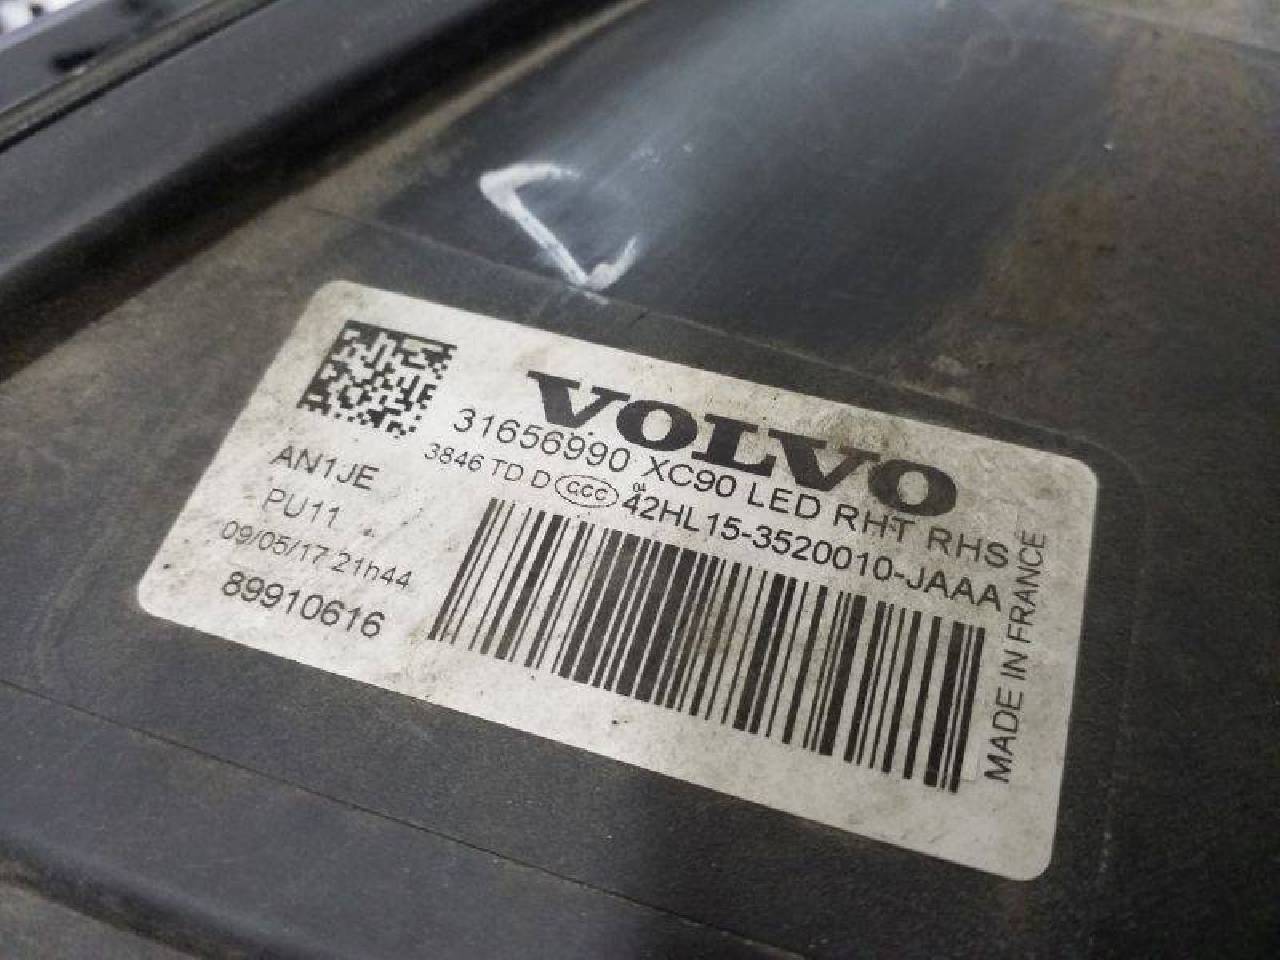 VOLVO
31656990 XC90 LED RHT RHS
3846 TD D CCC 04 42HL15-3520010-JAAA
AN1JE
PU11
09/05/17 21h44
89910616
MADE IN FRANCE